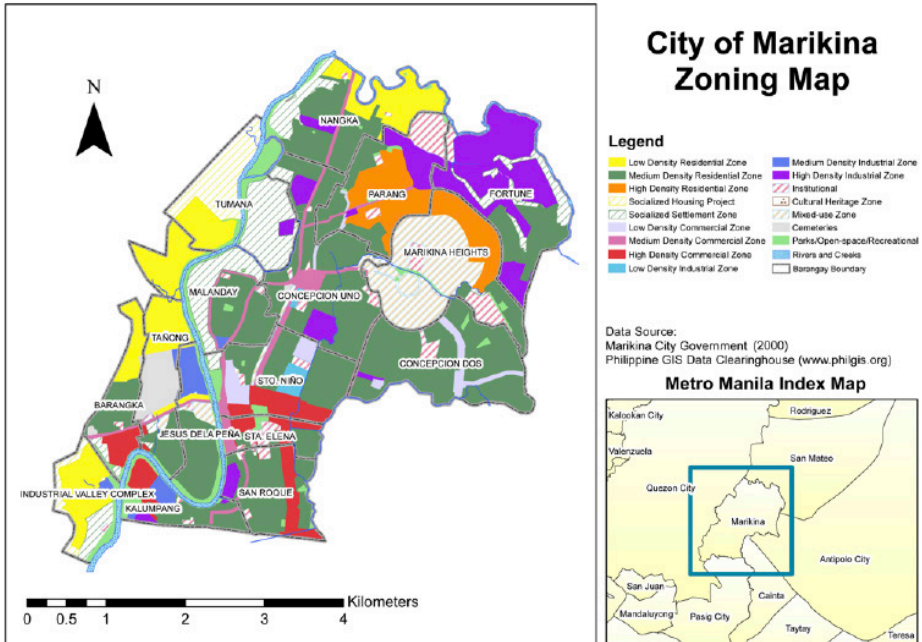 City of Marikina
Zoning Map
N
NANGKA
PARANG
FORTUNE
TUMANA
MARIKINA HEIGHTS
MALANDAY
CONCEPCION UNO
TAÑONG
CONCEPCION DOS
STO. NIÑO
BARANGKA
JESUS DELA PEÑA
STA. ELENA
INDUSTRIAL VALLEY COMPLEX
SAN ROQUE
KALUMPANG
0 0.5 1 2 3 4 Kilometers
Legend
Low Density Residential Zone
Medium Density Residential Zone
High Density Residential Zone
Socialized Housing Project
Socialized Settlement Zone
Low Density Commercial Zone
Medium Density Commercial Zone
High Density Commercial Zone
Low Density Industrial Zone
Medium Density Industrial Zone
High Density Industrial Zone
Institutional
Cultural Heritage Zone
Mixed-use Zone
Cemeteries
Parks/Open-space/Recreational
Rivers and Creeks
Barangay Boundary
Data Source:
Marikina City Government (2000)
Philippine GIS Data Clearinghouse (www.philgis.org)
Metro Manila Index Map
Kalookan City
Rodriguez
Valenzuela
San Mateo
Quezon City
Marikina
Antipolo City
San Juan
Cainta
Mandaluyong
Pasig City
Taytay
Teresa